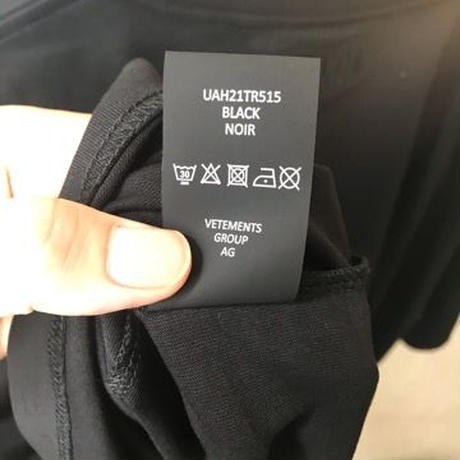 UAH21TR515
BLACK
NOIR
30
VETEMENTS
GROUP
AG